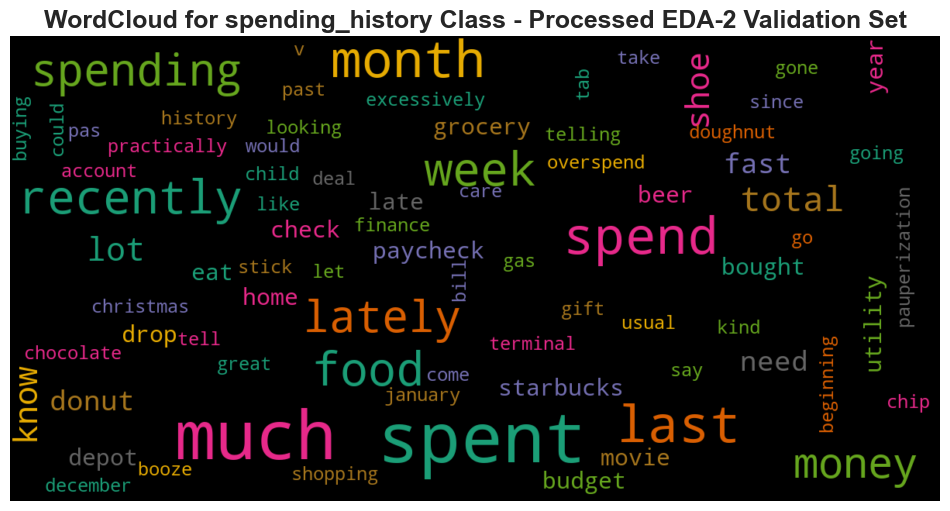 WordCloud for spending_history Class - Processed EDA-2 Validation Set
v
month
take
shoe
gone
year
spending
past
excessively
tab
since
buying
could
pas
history
looking
grocery
telling
doughnut
practically
would
going
account
child
deal
week
care
overspend
fast
recently
like
late
finance
beer
total
pauperization
lot
check
paycheck
spend
go
eat
stick
let
bill
gas
bought
home
christmas
drop
tell
lately
gift
usual
kind
utility
chocolate
great
food
terminal
need
beginning
know
donut
come
january
starbucks
say
chip
much
spent
last
depot
booze
shopping
movie
money
december
budget